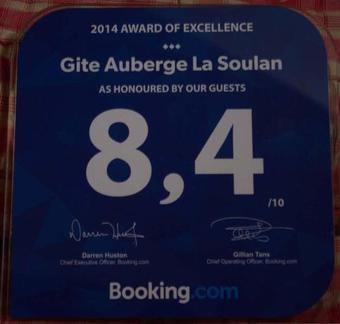 2014 AWARD OF EXCELLENCE
Gite Auberge La Soulan
AS HONOURED BY OUR GUESTS
8,4
/10
Darren Huston
Chief Executive Officer, Booking.com
Gillian Tans
Chief Operating Officer, Booking.com
Booking.com